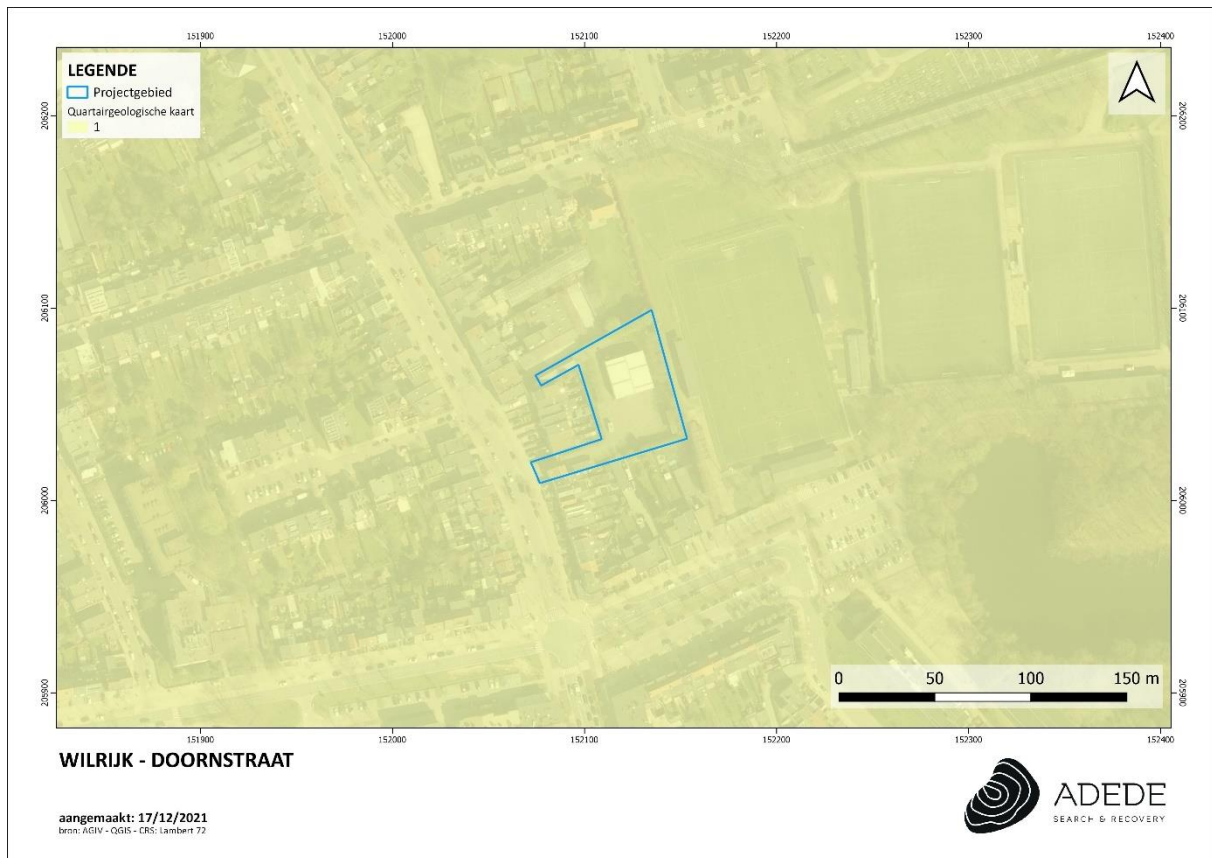 151900 152000 152100 152200 152300 152400
LEGENDE
Projectgebied
Quartairgeologische kaart
1
206200 206200
206100 206100
206000 206000
205900 205900
0 50 100 150 m
151900 152000 152100 152200 152300 152400
WILRIJK - DOORNSTRAAT
aangemaakt: 17/12/2021
bron: AGIV - QGIS - CRS: Lambert 72
ADEDE
SEARCH & RECOVERY